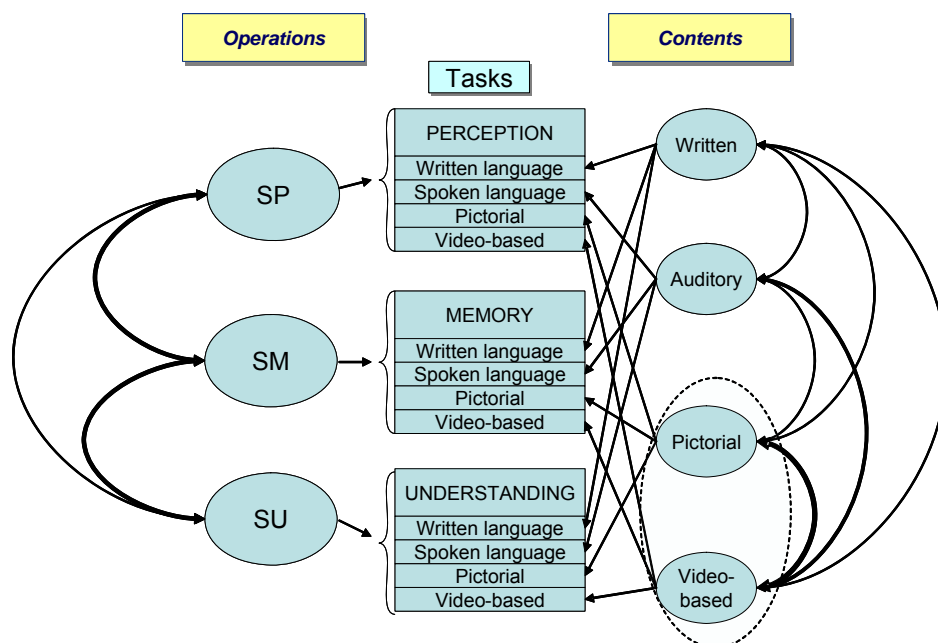 Operations
Contents
Tasks
PERCEPTION
Written language
Spoken language
Pictorial
Video-based
MEMORY
Written language
Spoken language
Pictorial
Video-based
UNDERSTANDING
Written language
Spoken language
Pictorial
Video-based
SP
SM
SU
Written
Auditory
Pictorial
Video-
based